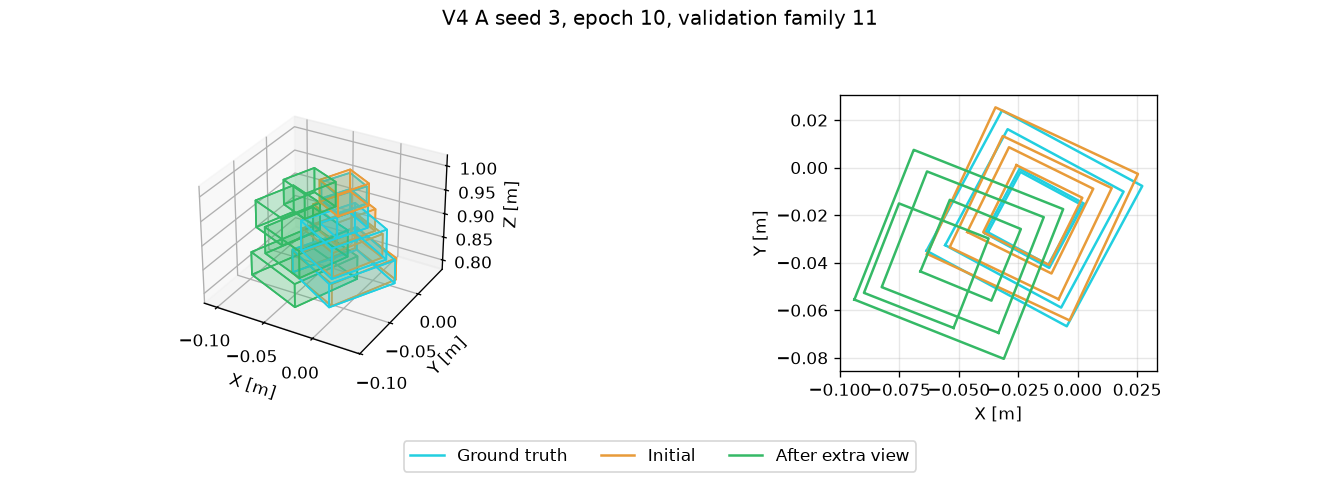 V4 A seed 3, epoch 10, validation family 11
1.00
0.95
0.90
0.85
0.80
Z [m]
−0.10
−0.05
0.00
X [m]
0.00
−0.05
−0.10
Y [m]
0.02
0.00
−0.02
−0.04
−0.06
−0.08
Y [m]
−0.100 −0.075 −0.050 −0.025 0.000 0.025
X [m]
Ground truth Initial After extra view